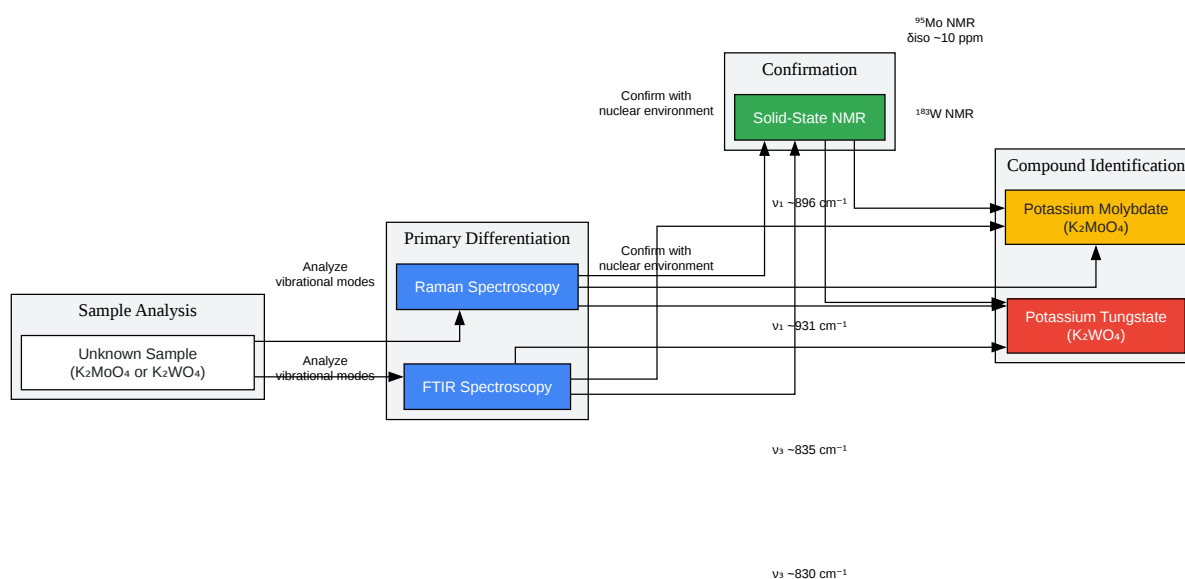 ⁹⁵Mo NMR
δiso ~10 ppm
Confirmation
Confirm with
nuclear environment
Solid-State NMR
¹⁸³W NMR
Compound Identification
Potassium Molybdate
(K₂MoO₄)
ν₁ ~896 cm⁻¹
Primary Differentiation
Confirm with
nuclear environment
Analyze
vibrational modes
Raman Spectroscopy
Sample Analysis
Potassium Tungstate
(K₂WO₄)
ν₁ ~931 cm⁻¹
Unknown Sample
(K₂MoO₄ or K₂WO₄)
Analyze
vibrational modes
FTIR Spectroscopy
ν₃ ~835 cm⁻¹
ν₃ ~830 cm⁻¹